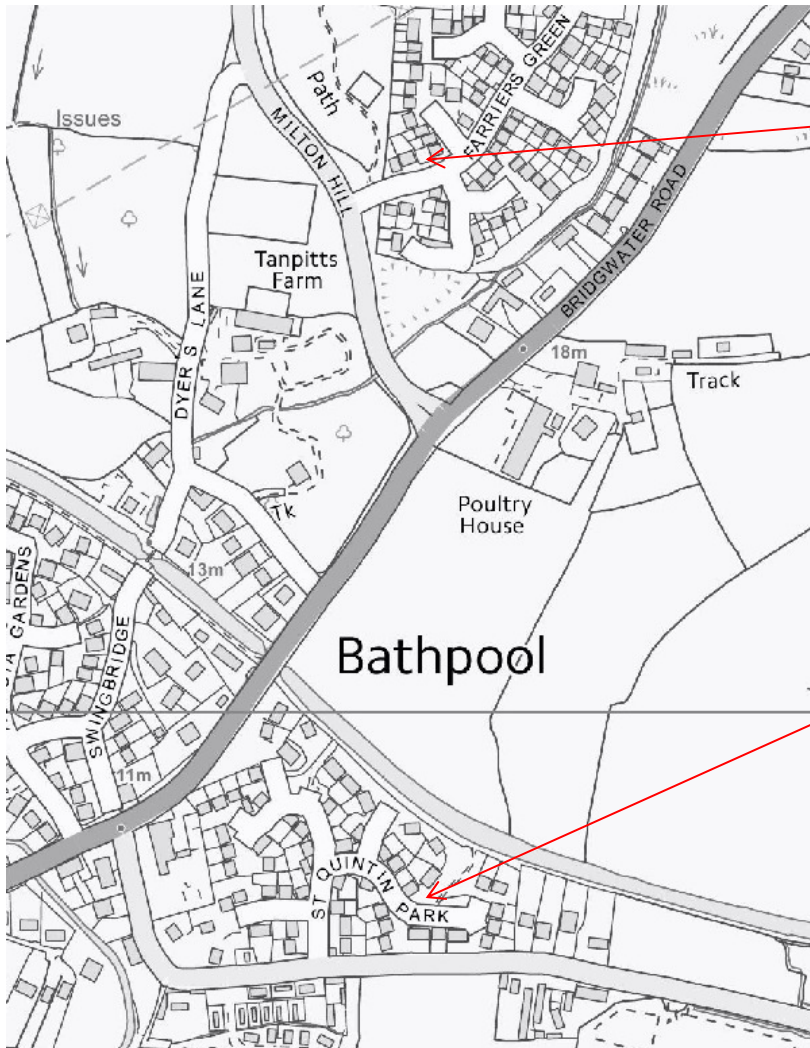 Issues
Path
MILTON HILL
FARRIERS GREEN
BRIDGWATER ROAD
Tanpitts
Farm
DYER'S LANE
18m
Track
Poultry
House
Tk
13m
GARDENS
SWINGBRIDGE
Bathpool
11m
ST QUINTIN PARK